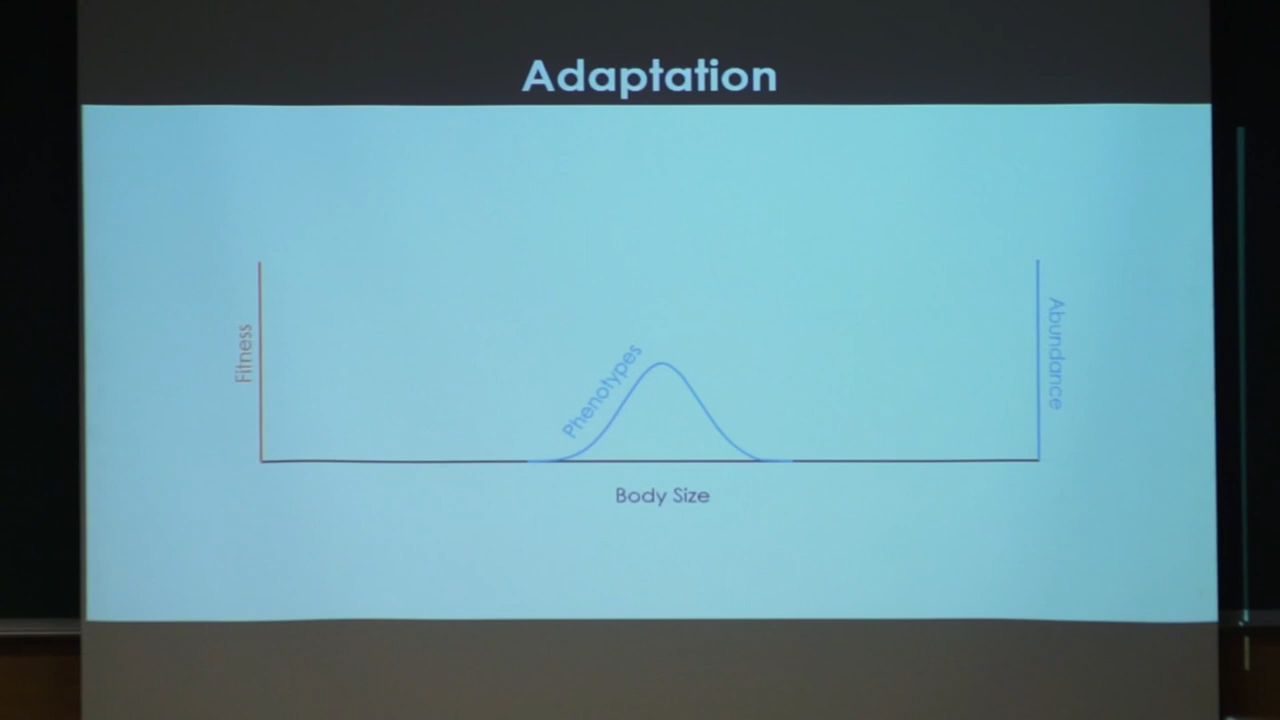 Adaptation
Fitness
Phenotypes
Abundance
Body Size